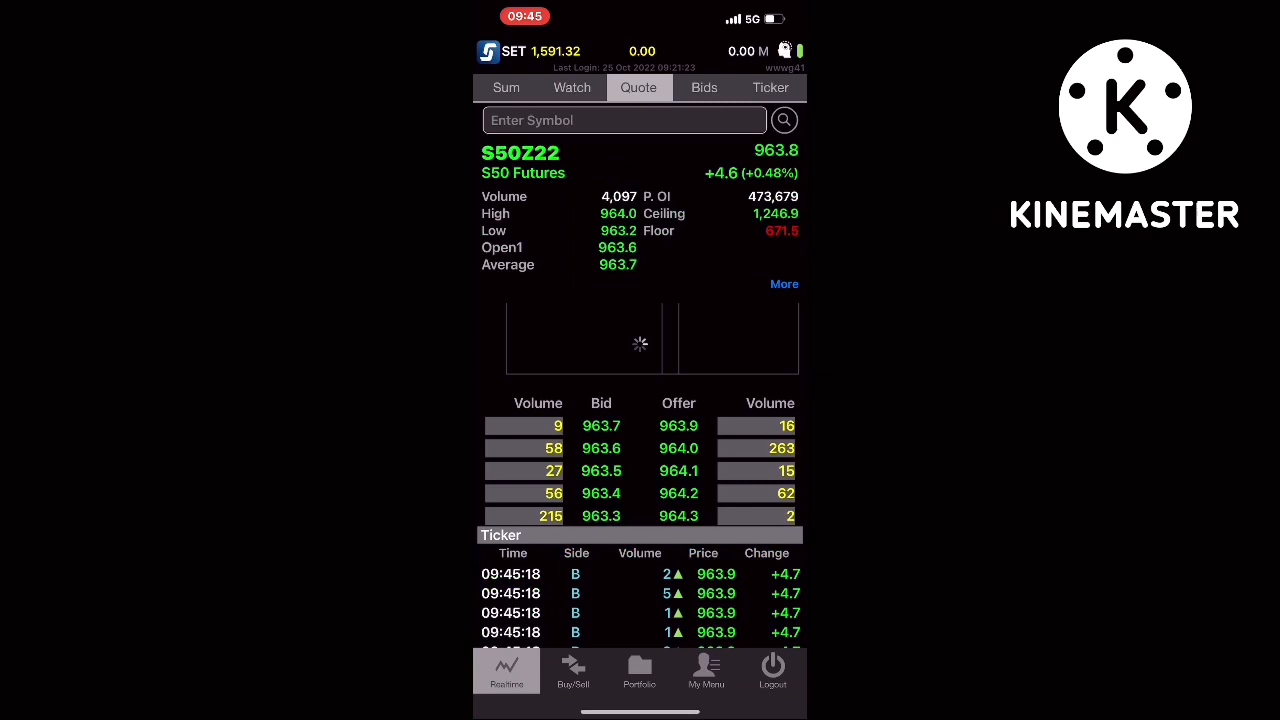 09:45
5G
SET 1,591.32 0.00 0.00 M
Last Login: 25 Oct 2022 09:21:23 wwwg41
Sum Watch Quote Bids Ticker
Enter Symbol
S50Z22 963.8
S50 Futures +4.6 (+0.48%)
Volume 4,097 P. OI 473,679
High 964.0 Ceiling 1,246.9
Low 963.2 Floor 671.5
Open1 963.6
Average 963.7
More
Volume Bid Offer Volume
9 963.7 963.9 16
58 963.6 964.0 263
27 963.5 964.1 15
56 963.4 964.2 62
215 963.3 964.3 2
Ticker
Time Side Volume Price Change
09:45:18 B 2▲ 963.9 +4.7
09:45:18 B 5▲ 963.9 +4.7
09:45:18 B 1▲ 963.9 +4.7
09:45:18 B 1▲ 963.9 +4.7
Realtime Buy/Sell Portfolio My Menu Logout
K
KINEMASTER